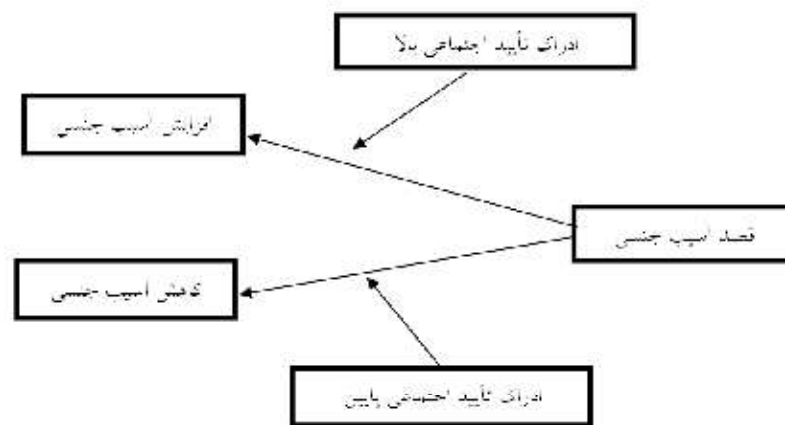 ادراک تأیید اجتماعی بالا
افزایش آسیب جنسی
قصد آسیب جنسی
کاهش آسیب جنسی
ادراک تأیید اجتماعی پایین